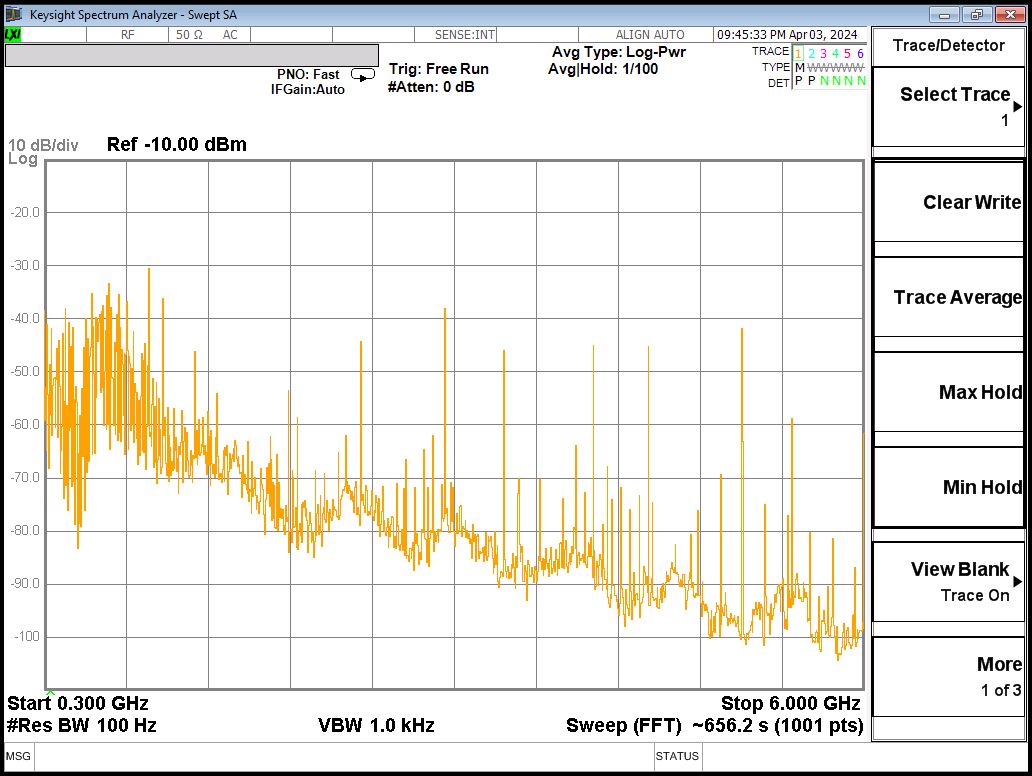 Keysight Spectrum Analyzer - Swept SA
LXI
RF
50 Ω
AC
SENSE:INT
ALIGN AUTO
09:45:33 PM Apr 03, 2024
PNO: Fast
IFGain:Auto
Trig: Free Run
#Atten: 0 dB
Avg Type: Log-Pwr
Avg|Hold: 1/100
TRACE 1 2 3 4 5 6
TYPE M W W W W W
DET P P N N N N
10 dB/div
Log
Ref -10.00 dBm
-20.0
-30.0
-40.0
-50.0
-60.0
-70.0
-80.0
-90.0
-100
Start 0.300 GHz
Stop 6.000 GHz
#Res BW 100 Hz
VBW 1.0 kHz
Sweep (FFT) ~656.2 s (1001 pts)
MSG
STATUS
Trace/Detector
Select Trace
1
Clear Write
Trace Average
Max Hold
Min Hold
View Blank
Trace On
More
1 of 3